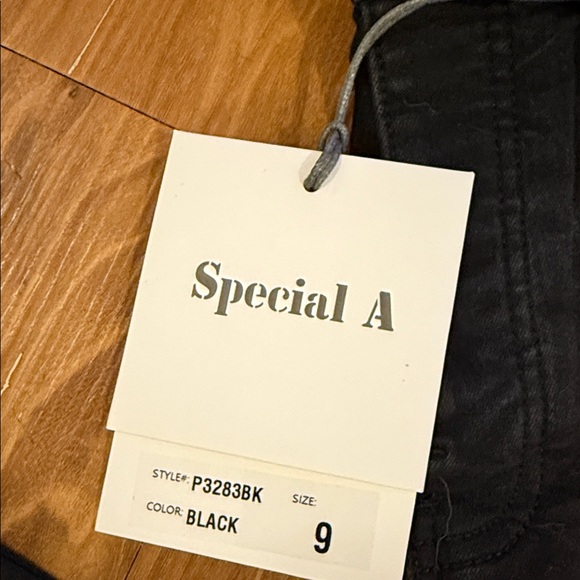 Special A
STYLE#: P3283BK SIZE:
COLOR: BLACK 9